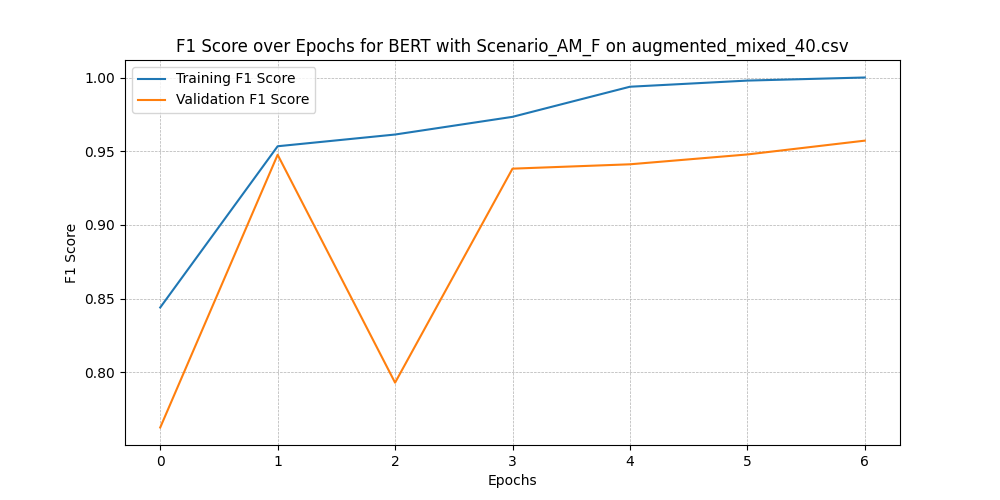 F1 Score over Epochs for BERT with Scenario_AM_F on augmented_mixed_40.csv
Training F1 Score
Validation F1 Score
F1 Score
1.00
0.95
0.90
0.85
0.80
0 1 2 3 4 5 6
Epochs